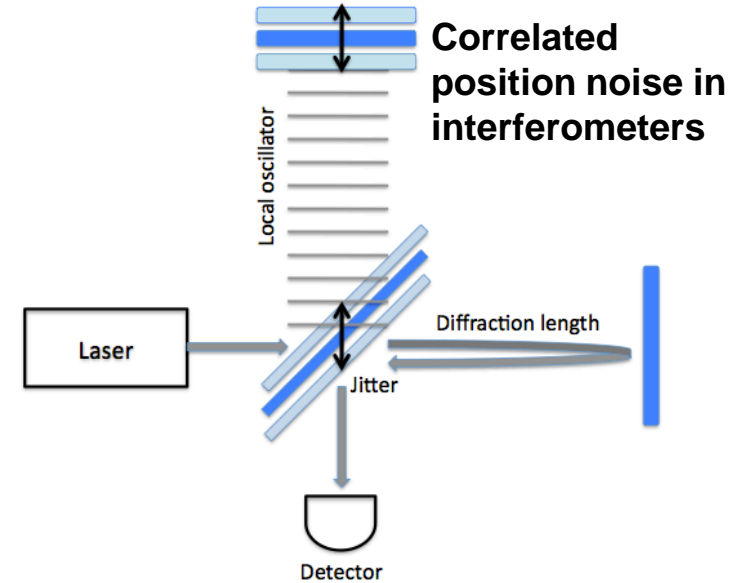 Correlated
position noise in
interferometers
Local oscillator
Diffraction length
Laser
Jitter
Detector